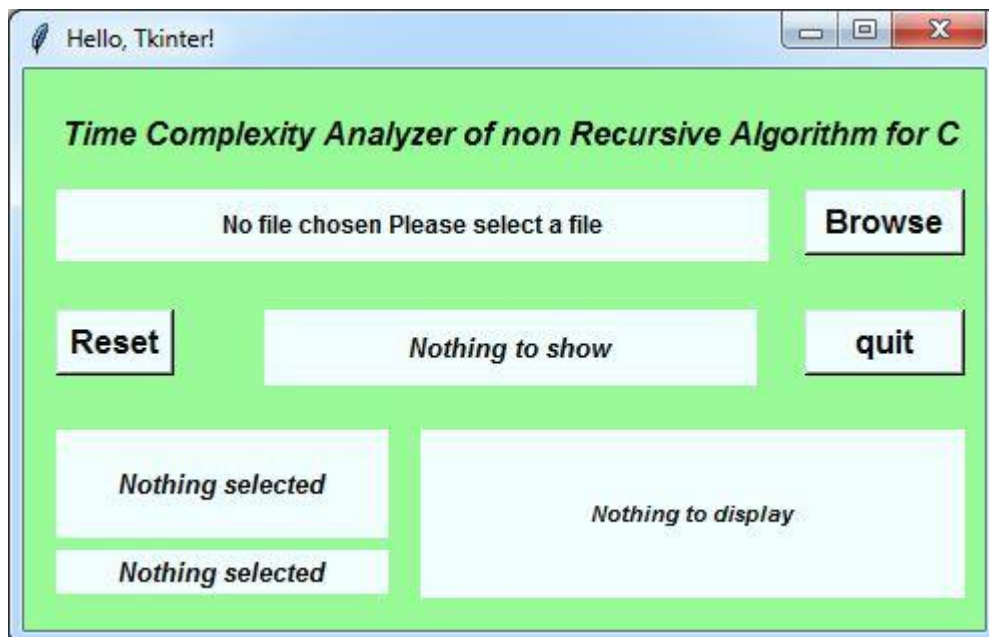 Hello, Tkinter!
Time Complexity Analyzer of non Recursive Algorithm for C
No file chosen Please select a file
Browse
Reset
Nothing to show
quit
Nothing selected
Nothing to display
Nothing selected